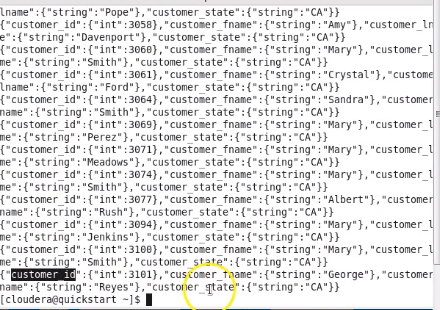 lname":{"string":"Pope"},"customer_state":{"string":"CA"}}
{"customer_id":{"int":3058},"customer_fname":{"string":"Amy"},"customer_ln
e":{"string":"Davenport"},"customer_state":{"string":"CA"}}
{"customer_id":{"int":3060},"customer_fname":{"string":"Mary"},"customer_l
me":{"string":"Smith"},"customer_state":{"string":"CA"}}
{"customer_id":{"int":3061},"customer_fname":{"string":"Crystal"},"custome
lname":{"string":"Ford"},"customer_state":{"string":"CA"}}
{"customer_id":{"int":3064},"customer_fname":{"string":"Sandra"},"customer
name":{"string":"Smith"},"customer_state":{"string":"CA"}}
{"customer_id":{"int":3069},"customer_fname":{"string":"Mary"},"customer_l
me":{"string":"Perez"},"customer_state":{"string":"CA"}}
{"customer_id":{"int":3071},"customer_fname":{"string":"Mary"},"customer_l
me":{"string":"Meadows"},"customer_state":{"string":"CA"}}
{"customer_id":{"int":3074},"customer_fname":{"string":"Mary"},"customer_l
me":{"string":"Smith"},"customer_state":{"string":"CA"}}
{"customer_id":{"int":3077},"customer_fname":{"string":"Albert"},"customer
name":{"string":"Rush"},"customer_state":{"string":"CA"}}
{"customer_id":{"int":3094},"customer_fname":{"string":"Mary"},"customer_l
me":{"string":"Jenkins"},"customer_state":{"string":"CA"}}
{"customer_id":{"int":3100},"customer_fname":{"string":"Mary"},"customer_l
me":{"string":"Smith"},"customer_state":{"string":"CA"}}
{"customer_id":{"int":3101},"customer_fname":{"string":"George"},"customer
name":{"string":"Reyes"},"customer_state":{"string":"CA"}}
[cloudera@quickstart ~]$